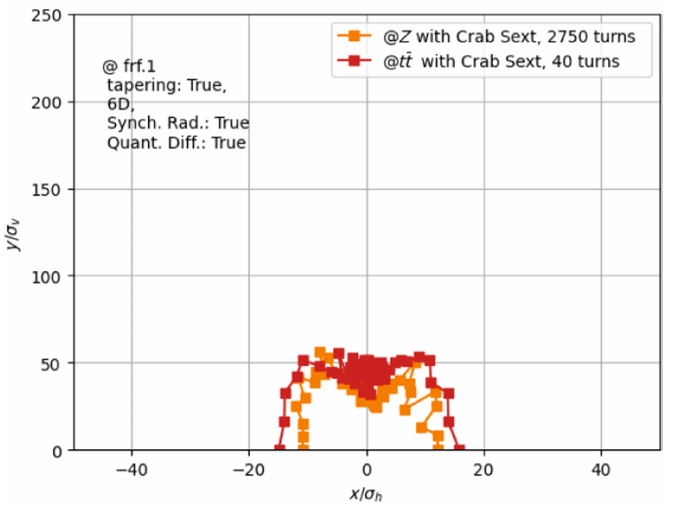 250
200
150
100
50
0
y/σᵥ
@Z with Crab Sext, 2750 turns
@tt̄ with Crab Sext, 40 turns
@ frf.1
tapering: True,
6D,
Synch. Rad.: True
Quant. Diff.: True
−40 −20 0 20 40
x/σₕ